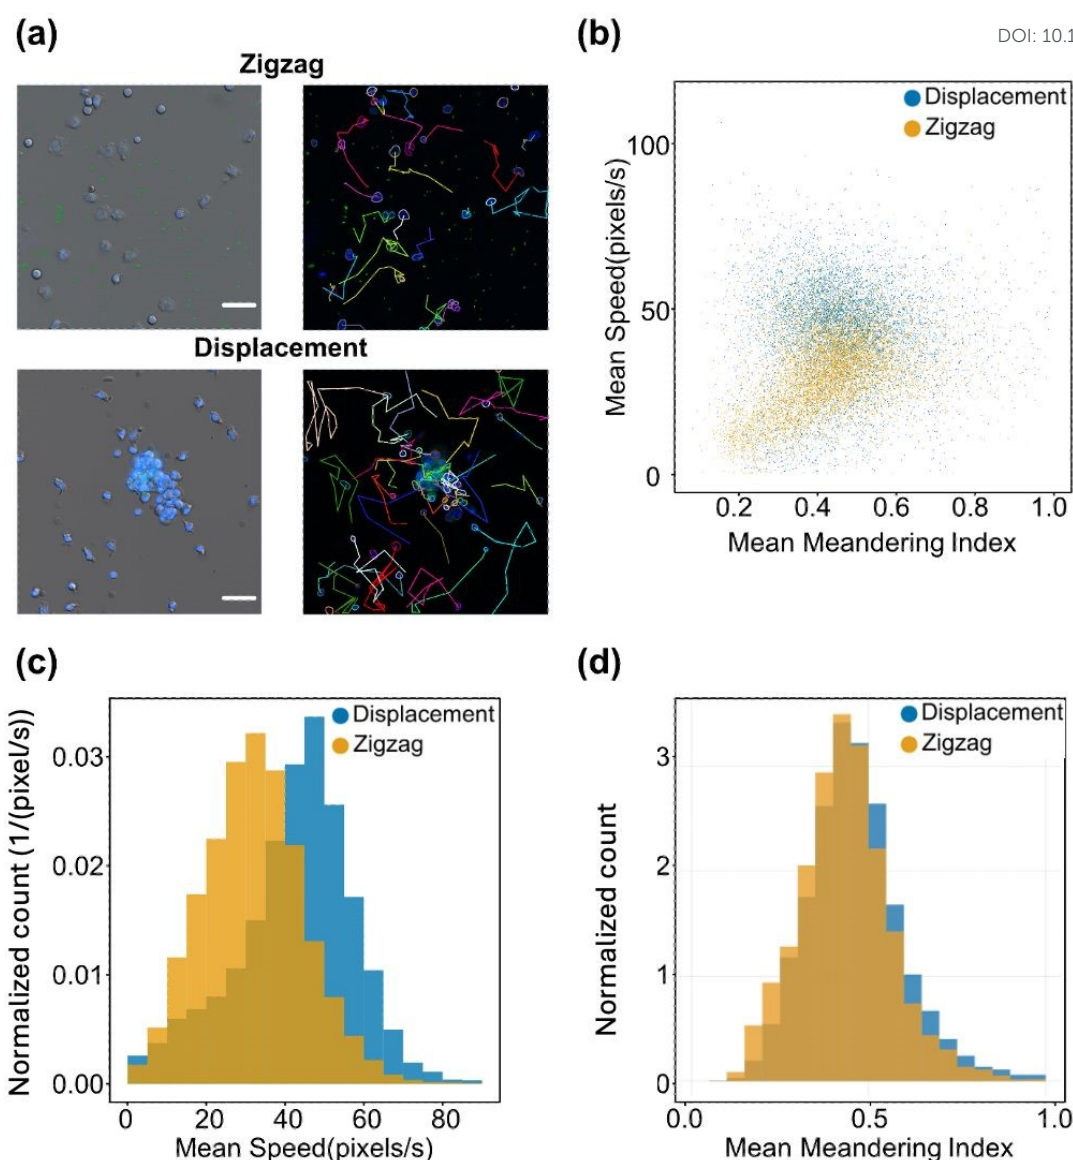 (a)
Zigzag
Displacement
(b)
DOI: 10.1
Displacement
Zigzag
Mean Speed(pixels/s)
100
50
0
0.2 0.4 0.6 0.8 1.0
Mean Meandering Index
(c)
Displacement
Zigzag
Normalized count (1/(pixel/s))
0.03
0.02
0.01
0.00
0 20 40 60 80
Mean Speed(pixels/s)
(d)
Displacement
Zigzag
Normalized count
3
2
1
0
0.0 0.5 1.0
Mean Meandering Index